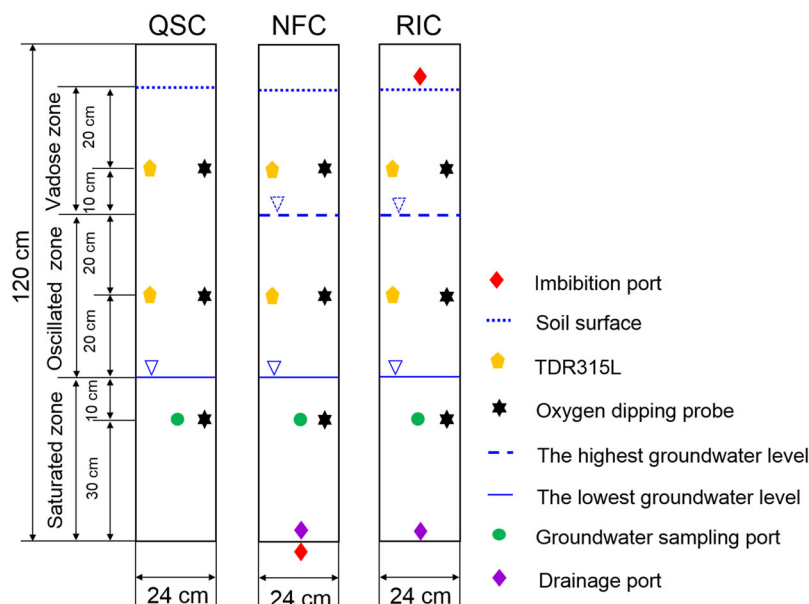 QSC
NFC
RIC
120 cm
Vadose zone
20 cm
10 cm
Oscillated zone
20 cm
20 cm
Saturated zone
10 cm
30 cm
24 cm
24 cm
24 cm
Imbibition port
Soil surface
TDR315L
Oxygen dipping probe
The highest groundwater level
The lowest groundwater level
Groundwater sampling port
Drainage port